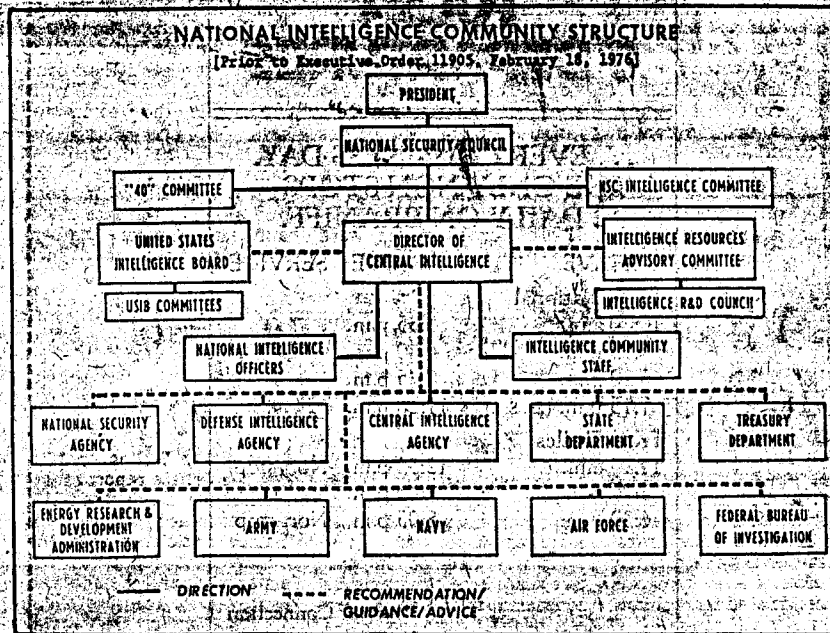 NATIONAL INTELLIGENCE COMMUNITY STRUCTURE
[Prior to Executive Order 11905, February 18, 1976]
PRESIDENT
NATIONAL SECURITY COUNCIL
"40" COMMITTEE
NSC INTELLIGENCE COMMITTEE
UNITED STATES
INTELLIGENCE BOARD
DIRECTOR OF
CENTRAL INTELLIGENCE
INTELLIGENCE RESOURCES
ADVISORY COMMITTEE
USIB COMMITTEES
INTELLIGENCE R&D COUNCIL
NATIONAL INTELLIGENCE
OFFICERS
INTELLIGENCE COMMUNITY
STAFF
NATIONAL SECURITY
AGENCY
DEFENSE INTELLIGENCE
AGENCY
CENTRAL INTELLIGENCE
AGENCY
STATE
DEPARTMENT
TREASURY
DEPARTMENT
ENERGY RESEARCH &
DEVELOPMENT
ADMINISTRATION
ARMY
NAVY
AIR FORCE
FEDERAL BUREAU
OF INVESTIGATION
DIRECTION
RECOMMENDATION/
GUIDANCE/ADVICE